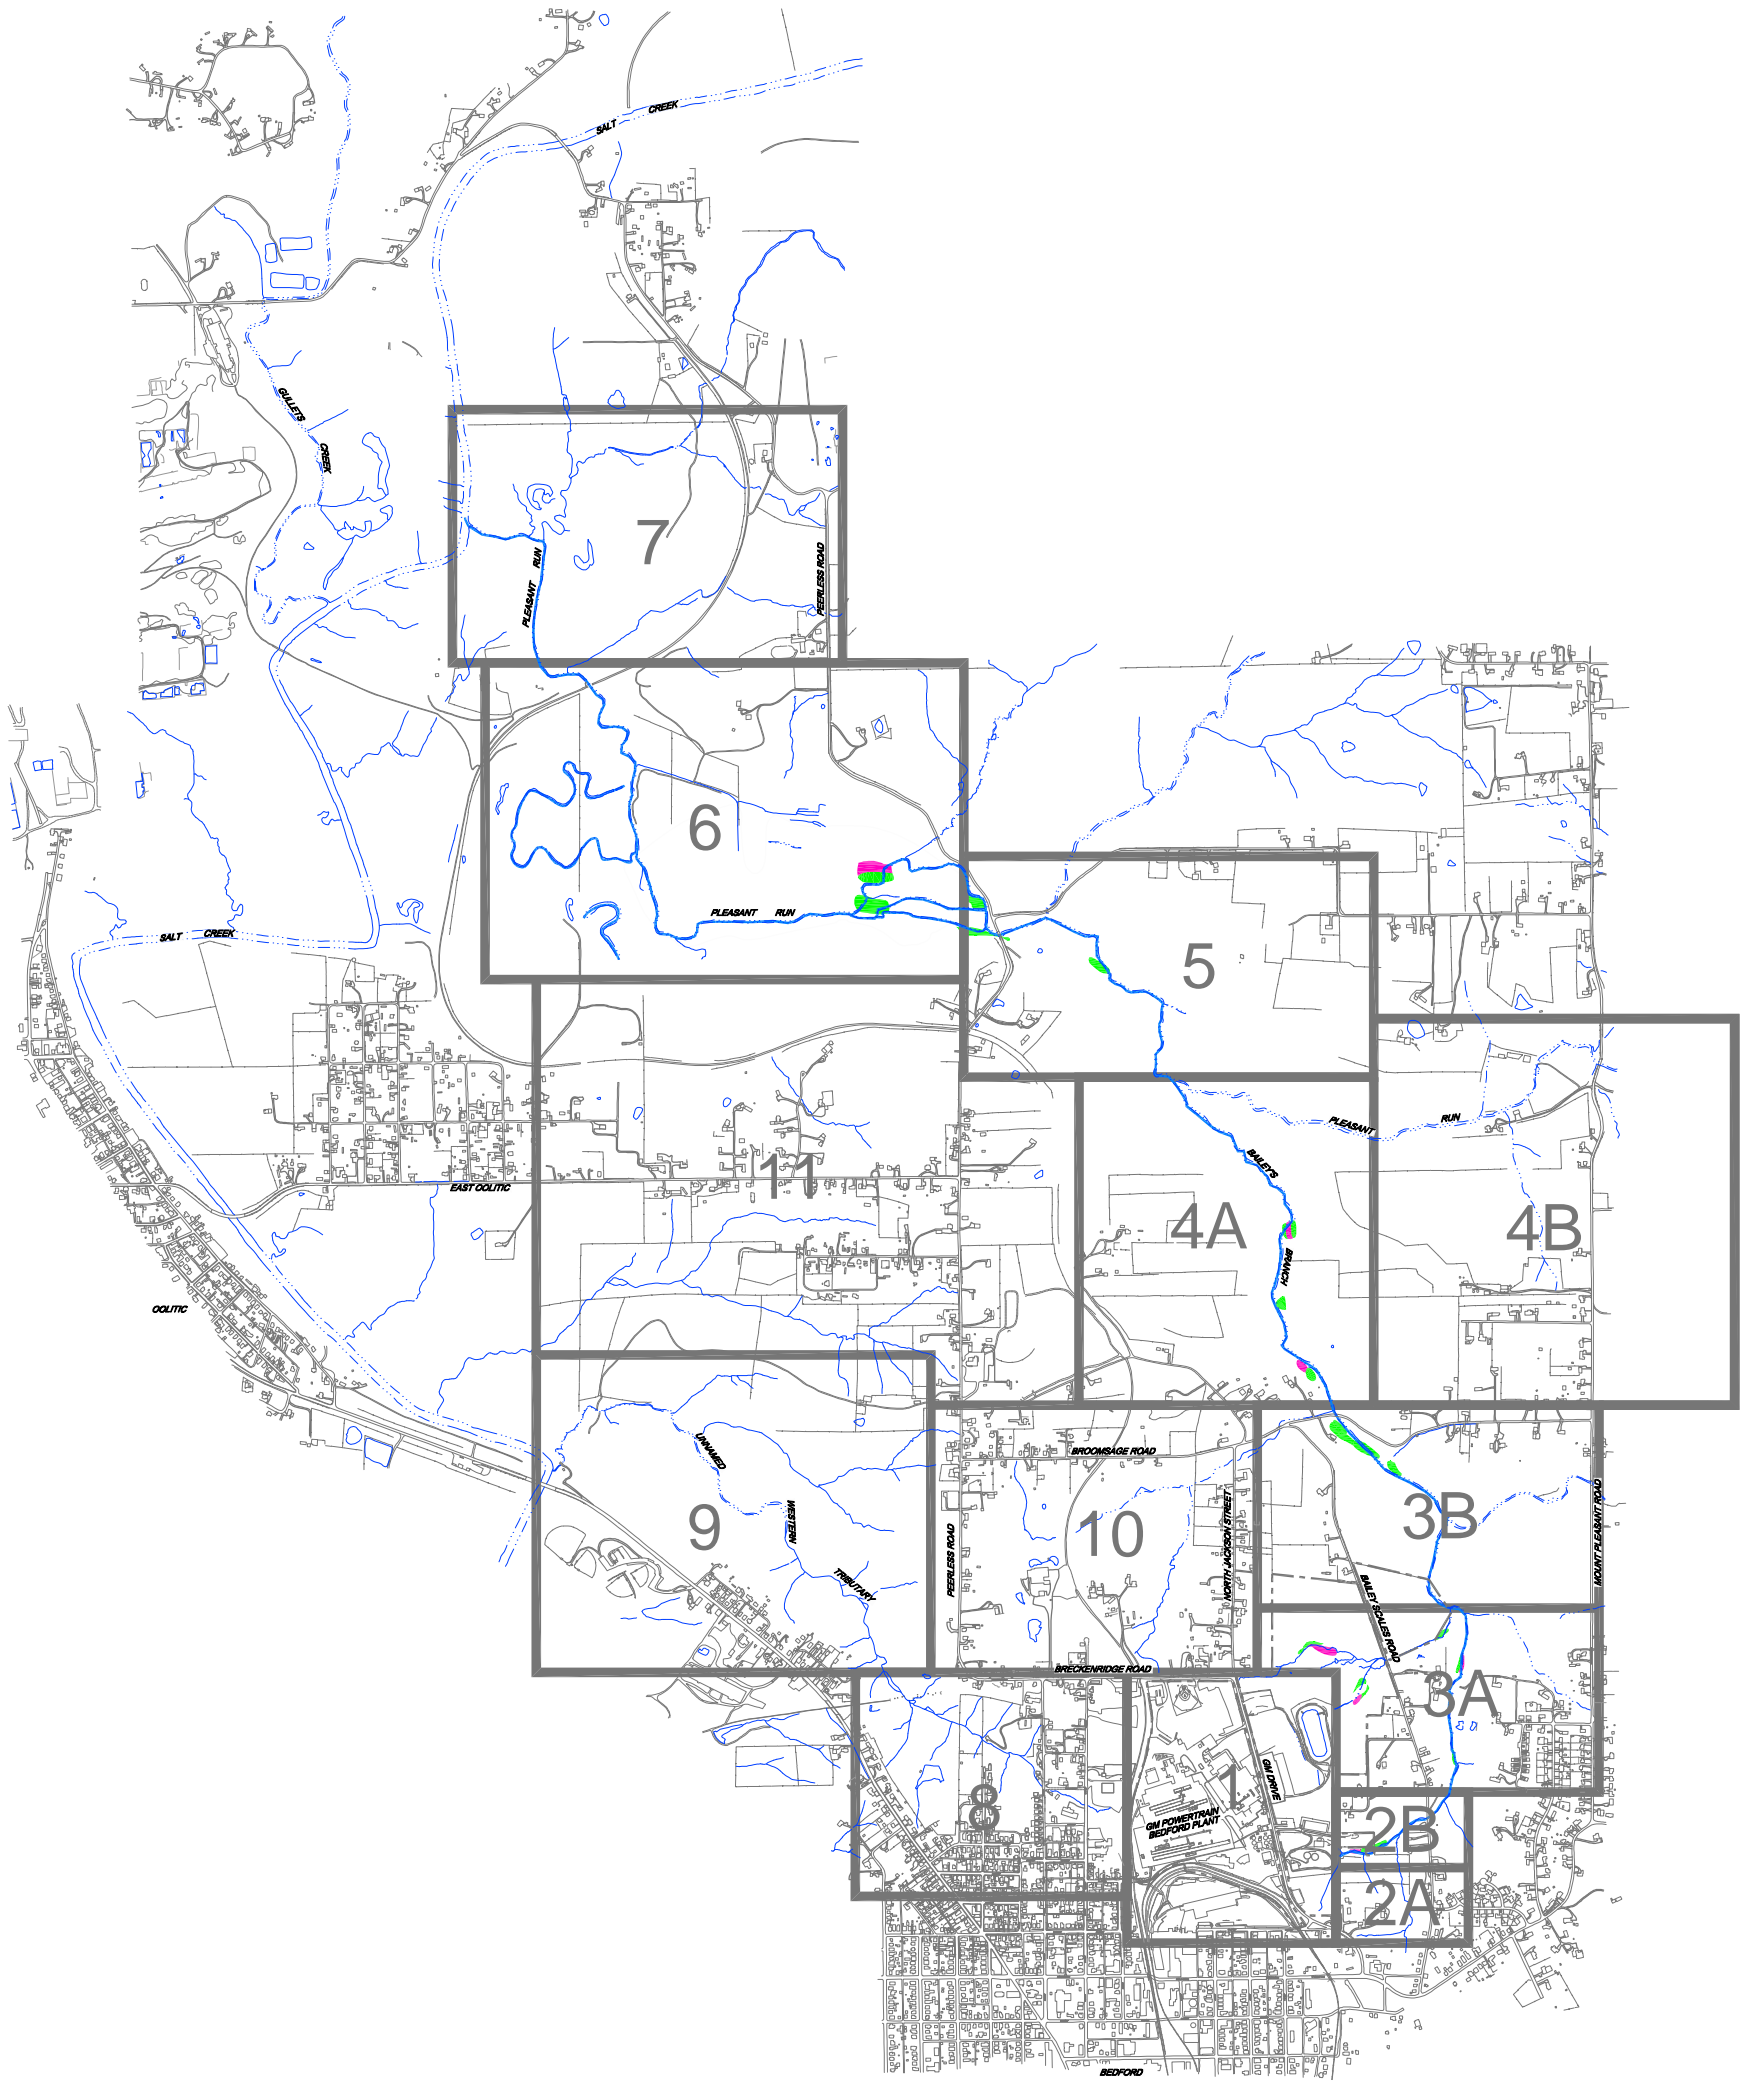 SALT CREEK
GULLETS
CREEK
7
PLEASANT RUN
PEERLESS ROAD
6
PLEASANT RUN
SALT CREEK
5
PLEASANT RUN
BAILEY'S
BRANCH
11
EAST OOLITIC
4A
4B
OOLITIC
UNNAMED
WESTERN
TRIBUTARY
9
PEERLESS ROAD
BROOMSAGE ROAD
10
NORTH JACKSON STREET
3B
MOUNT PLEASANT ROAD
BAILEY SCALES ROAD
BRECKENRIDGE ROAD
3A
GM DRIVE
1
8
GM POWERTRAIN
BEDFORD PLANT
2B
2A
BEDFORD